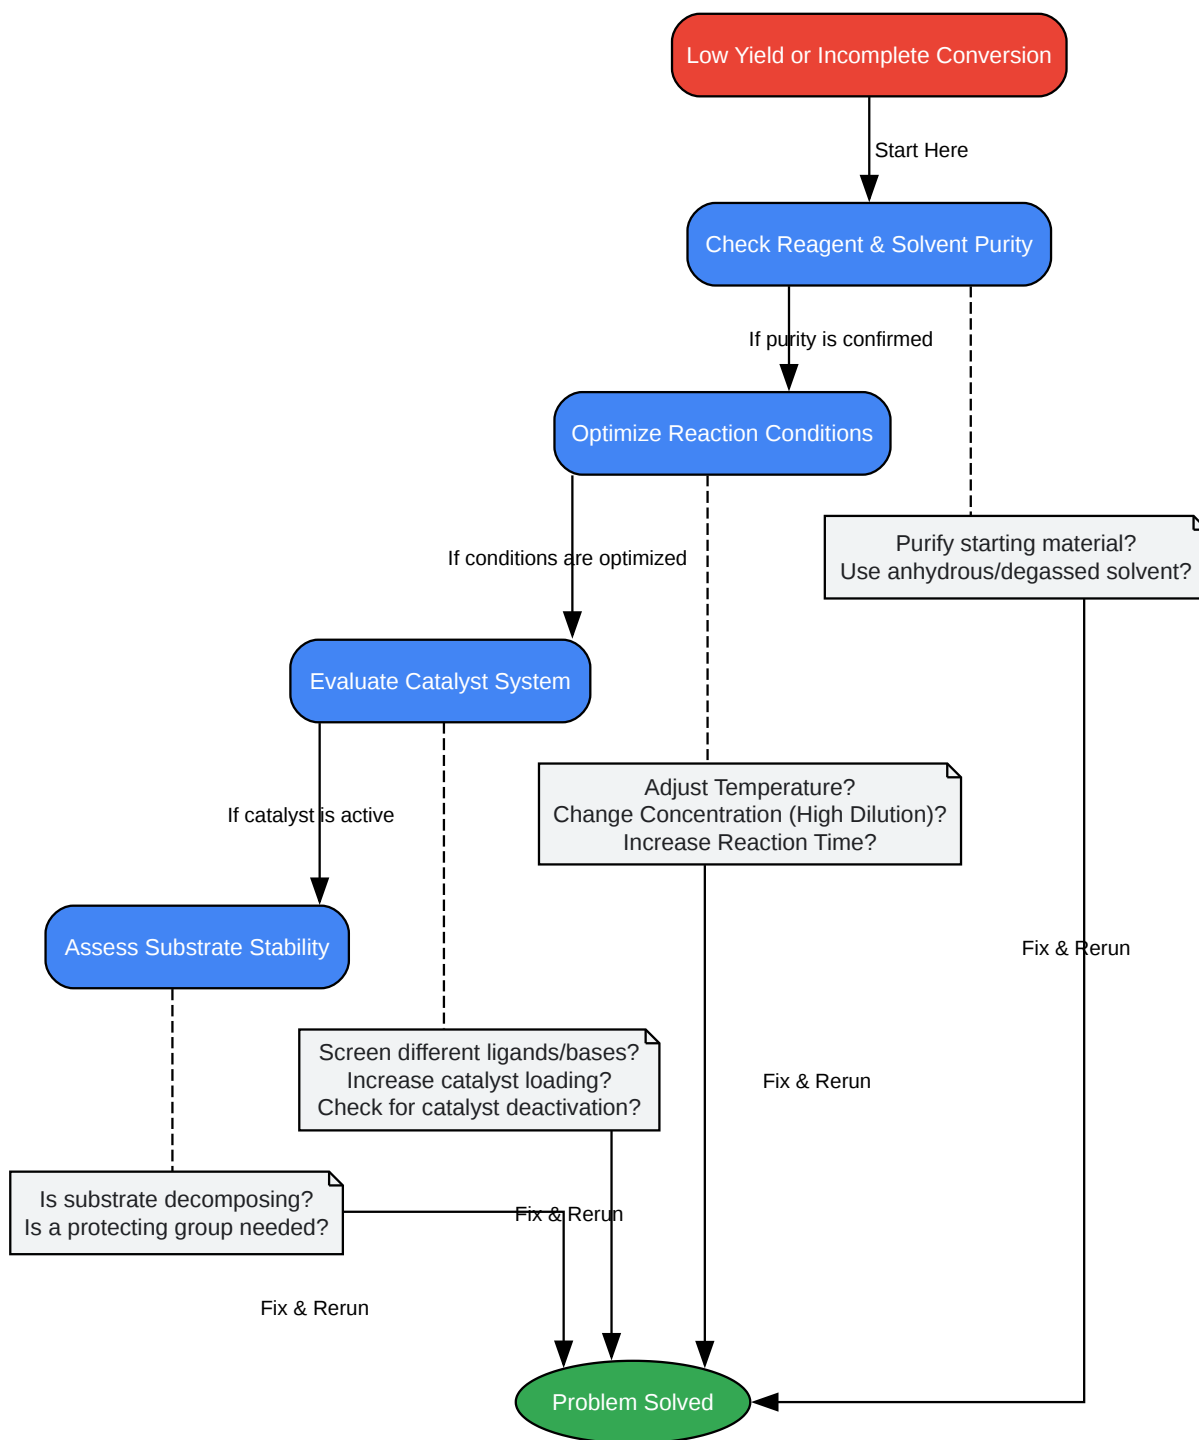 Low Yield or Incomplete Conversion
Start Here
Check Reagent & Solvent Purity
If purity is confirmed
Optimize Reaction Conditions
Purify starting material?
Use anhydrous/degassed solvent?
If conditions are optimized
Evaluate Catalyst System
Adjust Temperature?
Change Concentration (High Dilution)?
Increase Reaction Time?
If catalyst is active
Assess Substrate Stability
Fix & Rerun
Screen different ligands/bases?
Increase catalyst loading?
Check for catalyst deactivation?
Fix & Rerun
Is substrate decomposing?
Is a protecting group needed?
Fix & Rerun
Fix & Rerun
Problem Solved